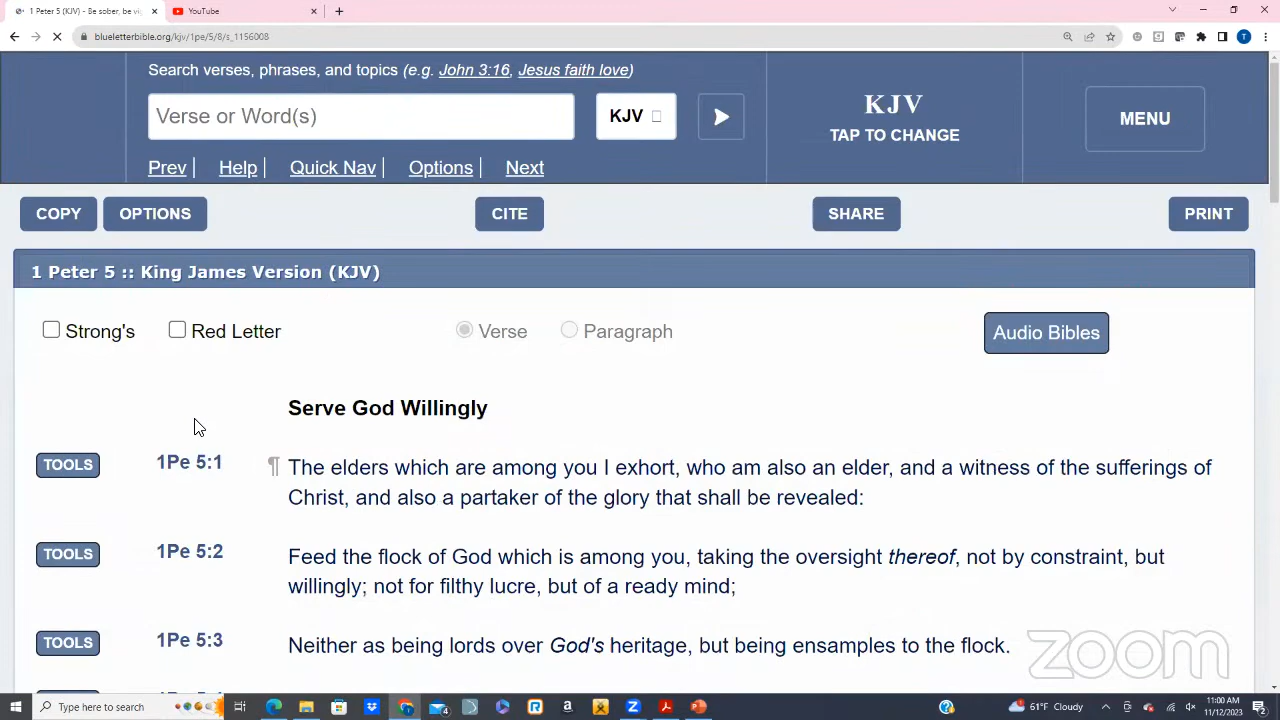 1 Peter 5 (KJV) - Be sober, be vi
YouTube
blueletterbible.org/kjv/1pe/5/8/s_1156008
Search verses, phrases, and topics (e.g. John 3:16, Jesus faith love)
Verse or Word(s)
KJV
KJV
TAP TO CHANGE
MENU
Prev | Help | Quick Nav | Options | Next
COPY
OPTIONS
CITE
SHARE
PRINT
1 Peter 5 :: King James Version (KJV)
Strong's
Red Letter
Verse
Paragraph
Audio Bibles
Serve God Willingly
TOOLS
1Pe 5:1
¶ The elders which are among you I exhort, who am also an elder, and a witness of the sufferings of
Christ, and also a partaker of the glory that shall be revealed:
TOOLS
1Pe 5:2
Feed the flock of God which is among you, taking the oversight thereof, not by constraint, but
willingly; not for filthy lucre, but of a ready mind;
TOOLS
1Pe 5:3
Neither as being lords over God's heritage, but being ensamples to the flock.
zoom
Type here to search
61°F Cloudy
11:00 AM
11/12/2023